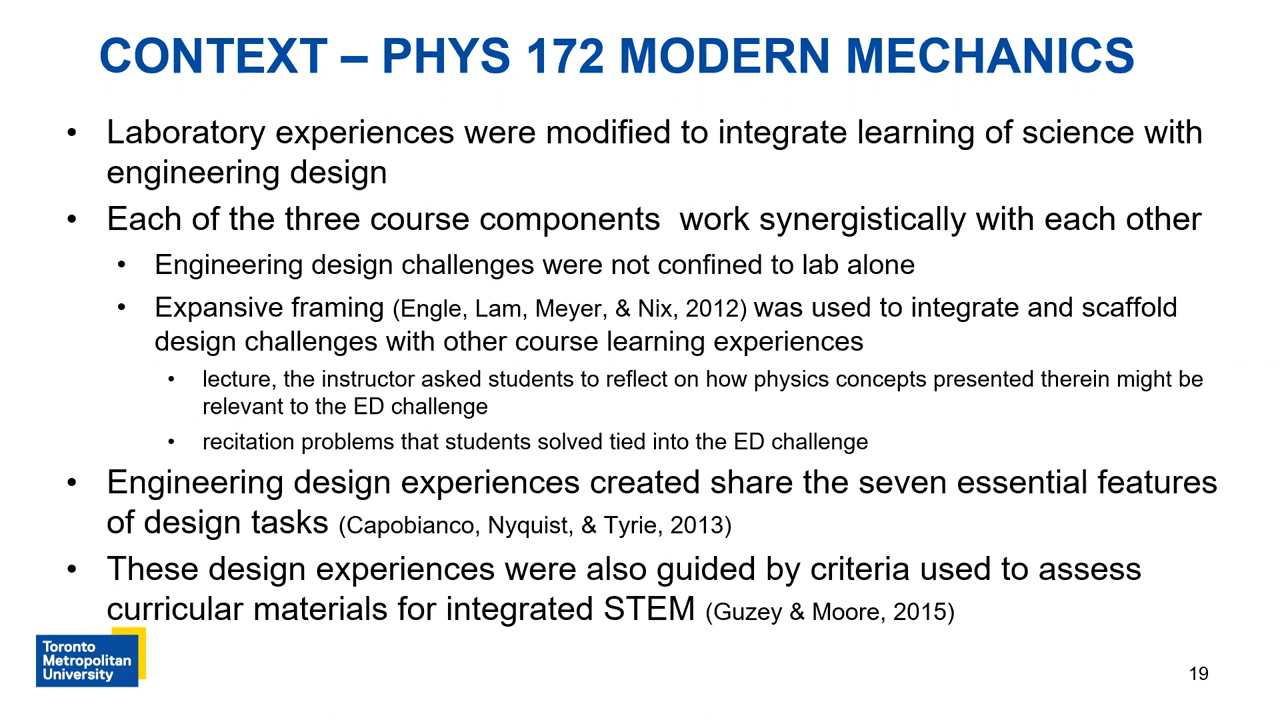 CONTEXT – PHYS 172 MODERN MECHANICS
• Laboratory experiences were modified to integrate learning of science with
engineering design
• Each of the three course components  work synergistically with each other
• Engineering design challenges were not confined to lab alone
• Expansive framing (Engle, Lam, Meyer, & Nix, 2012) was used to integrate and scaffold
design challenges with other course learning experiences
• lecture, the instructor asked students to reflect on how physics concepts presented therein might be
relevant to the ED challenge
• recitation problems that students solved tied into the ED challenge
• Engineering design experiences created share the seven essential features
of design tasks (Capobianco, Nyquist, & Tyrie, 2013)
• These design experiences were also guided by criteria used to assess
curricular materials for integrated STEM (Guzey & Moore, 2015)
Toronto
Metropolitan
University
19